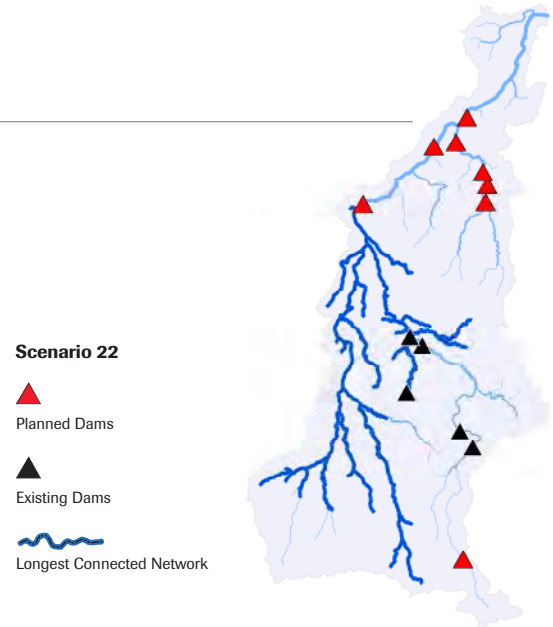 Scenario 22
Planned Dams
Existing Dams
Longest Connected Network